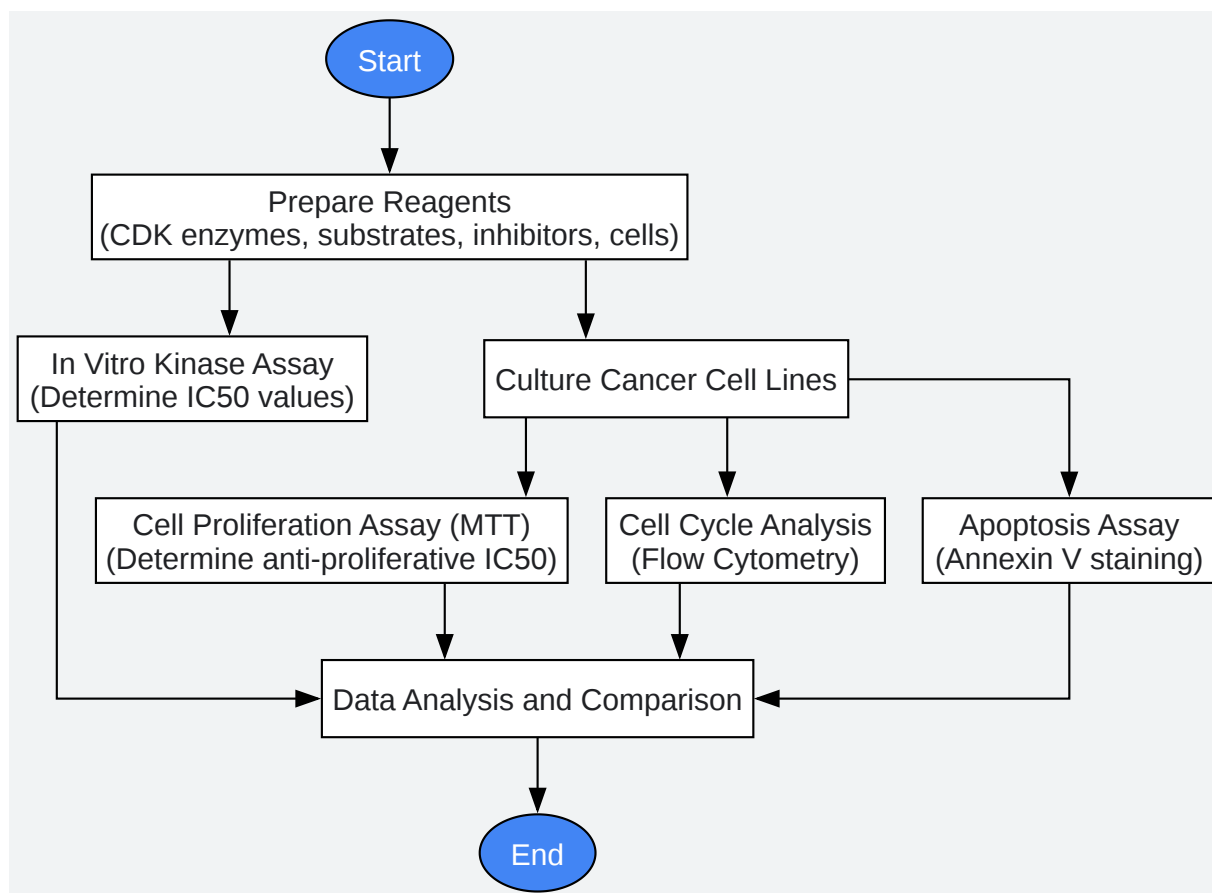 Start
Prepare Reagents
(CDK enzymes, substrates, inhibitors, cells)
In Vitro Kinase Assay
(Determine IC50 values)
Culture Cancer Cell Lines
Cell Proliferation Assay (MTT)
(Determine anti-proliferative IC50)
Cell Cycle Analysis
(Flow Cytometry)
Apoptosis Assay
(Annexin V staining)
Data Analysis and Comparison
End